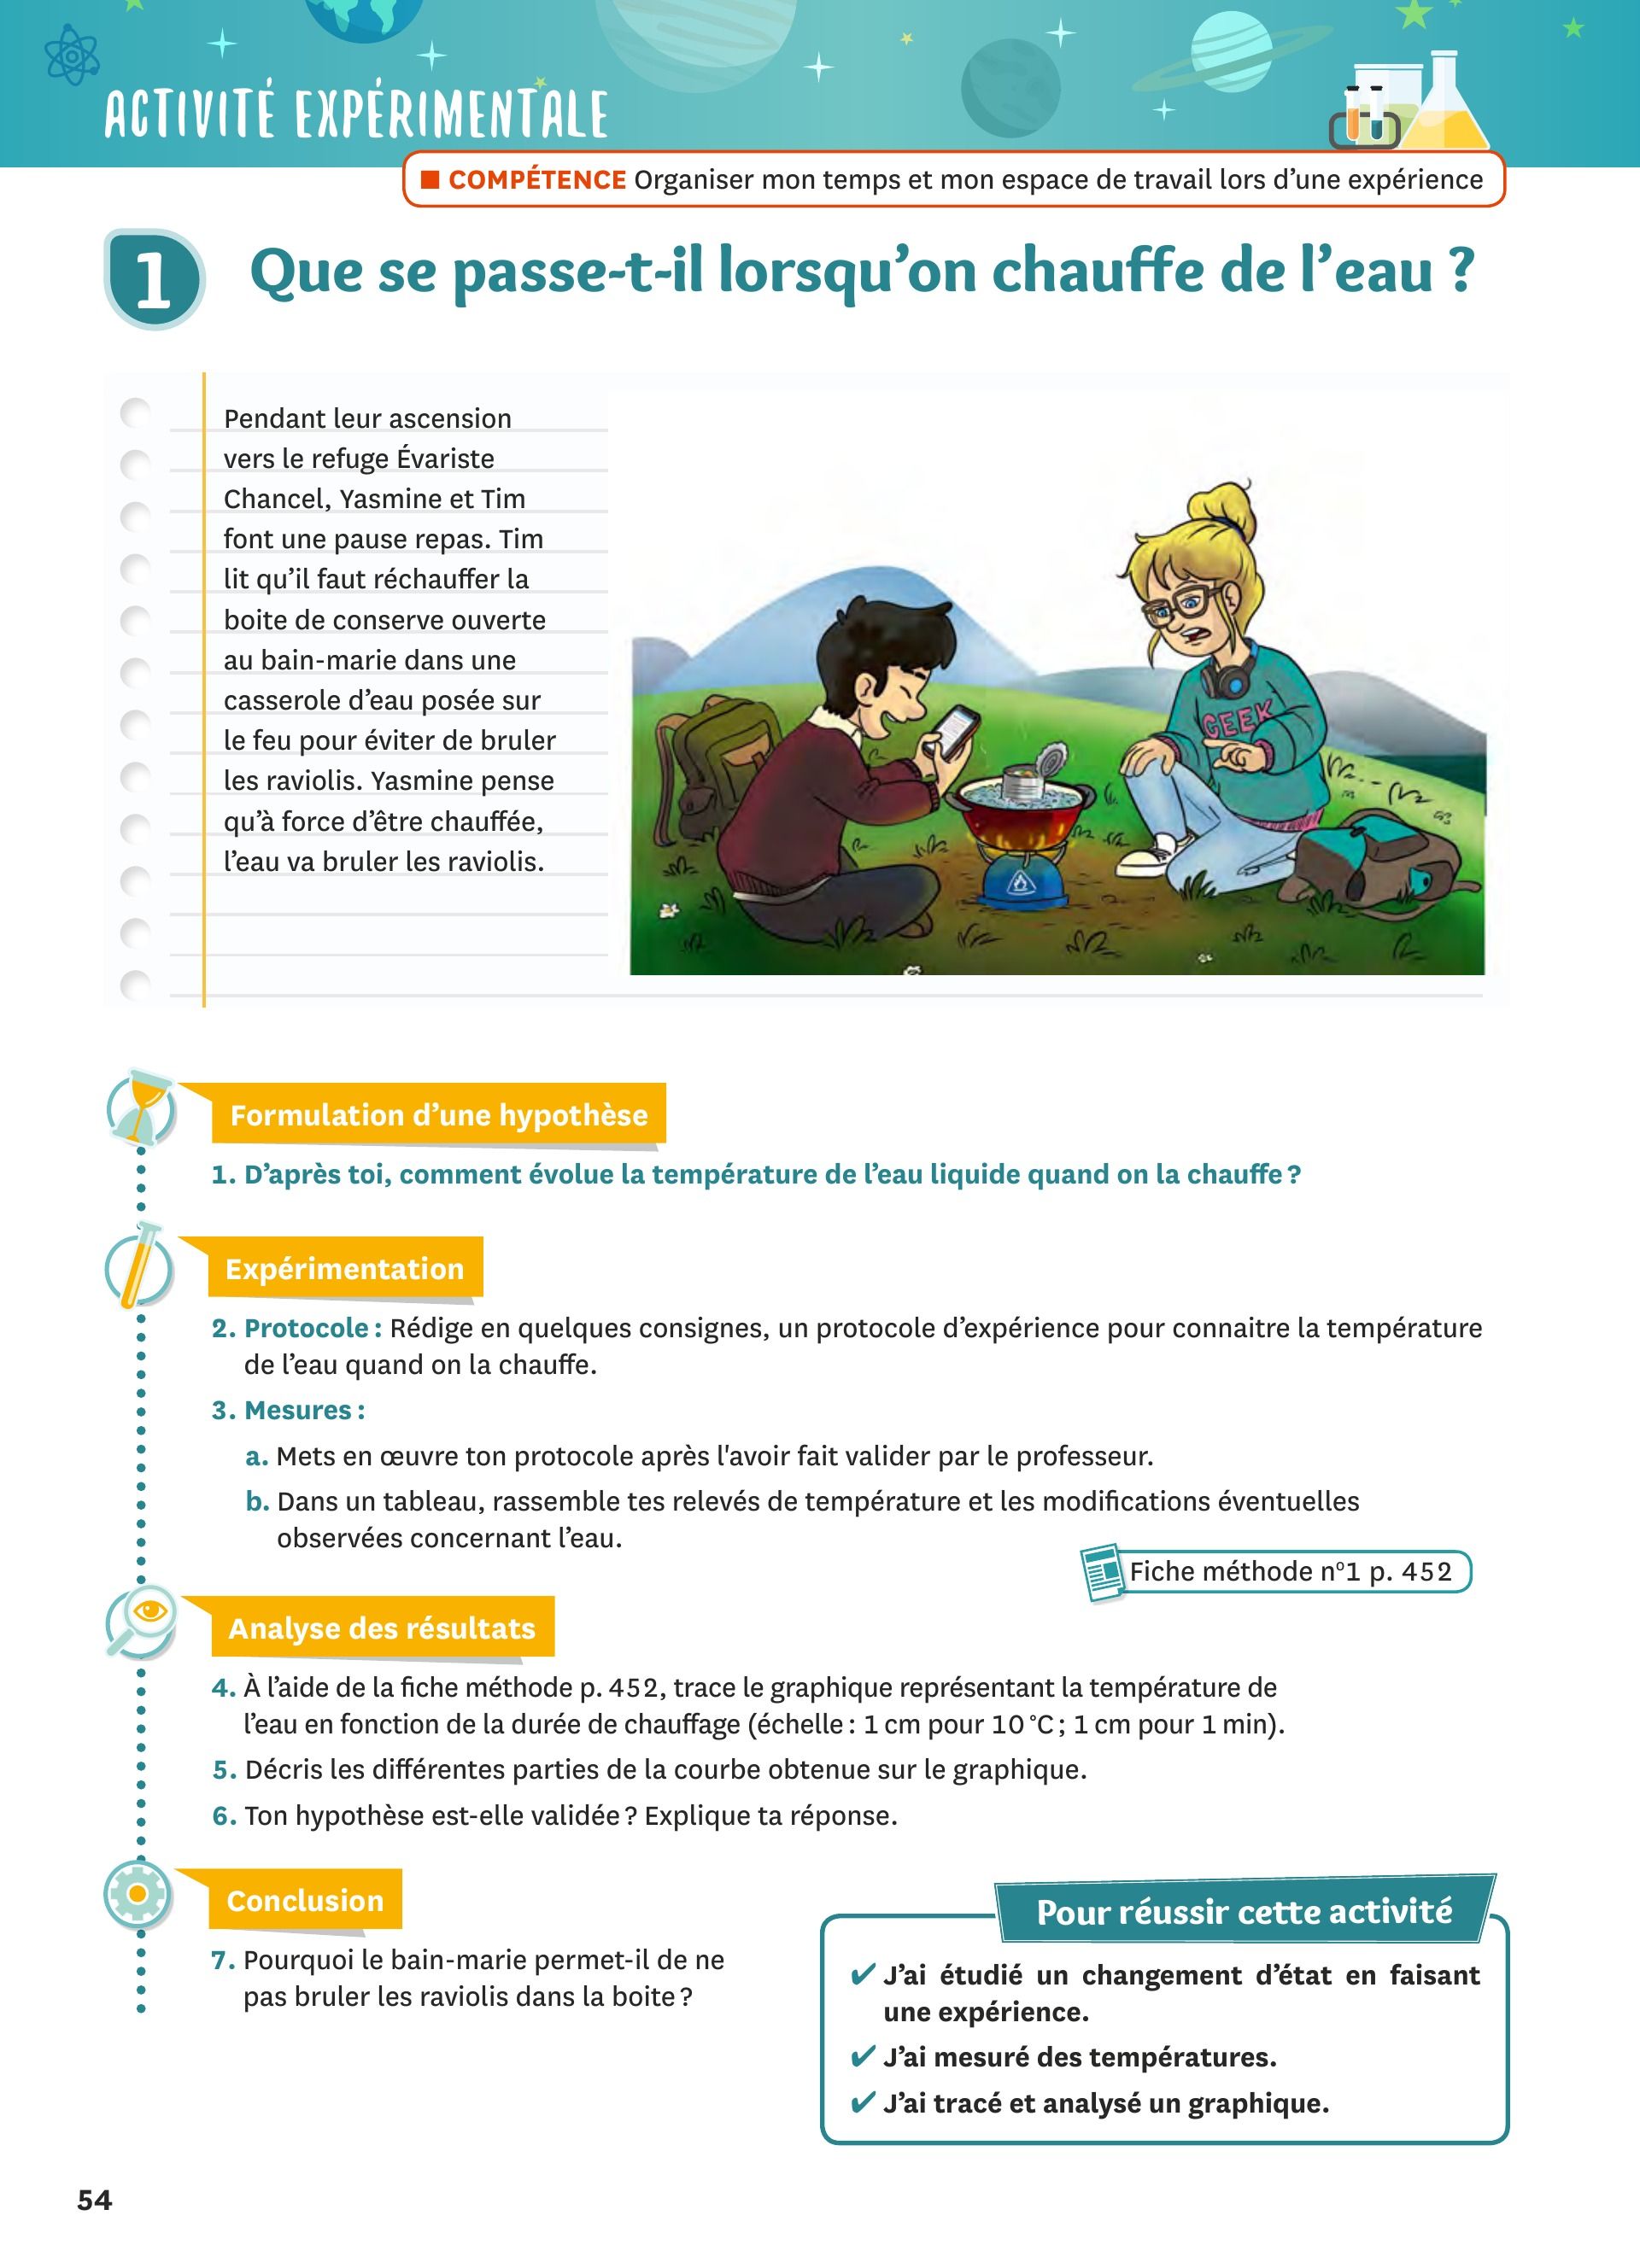 ACTIVITÉ EXPÉRIMENTALE
■ COMPÉTENCE Organiser mon temps et mon espace de travail lors d’une expérience
1 Que se passe-t-il lorsqu’on chauffe de l’eau ?
Pendant leur ascension
vers le refuge Évariste
Chancel, Yasmine et Tim
font une pause repas. Tim
lit qu’il faut réchauffer la
boite de conserve ouverte
au bain-marie dans une
casserole d’eau posée sur
le feu pour éviter de bruler
les raviolis. Yasmine pense
qu’à force d’être chauffée,
l’eau va bruler les raviolis.
GEEK
Formulation d’une hypothèse
1. D’après toi, comment évolue la température de l’eau liquide quand on la chauffe ?
Expérimentation
2. Protocole : Rédige en quelques consignes, un protocole d’expérience pour connaitre la température
de l’eau quand on la chauffe.
3. Mesures :
a. Mets en œuvre ton protocole après l'avoir fait valider par le professeur.
b. Dans un tableau, rassemble tes relevés de température et les modifications éventuelles
observées concernant l’eau.
Fiche méthode n°1 p. 452
Analyse des résultats
4. À l’aide de la fiche méthode p. 452, trace le graphique représentant la température de
l’eau en fonction de la durée de chauffage (échelle : 1 cm pour 10 °C ; 1 cm pour 1 min).
5. Décris les différentes parties de la courbe obtenue sur le graphique.
6. Ton hypothèse est-elle validée ? Explique ta réponse.
Conclusion
7. Pourquoi le bain-marie permet-il de ne
pas bruler les raviolis dans la boite ?
Pour réussir cette activité
✔ J’ai étudié un changement d’état en faisant
une expérience.
✔ J’ai mesuré des températures.
✔ J’ai tracé et analysé un graphique.
54